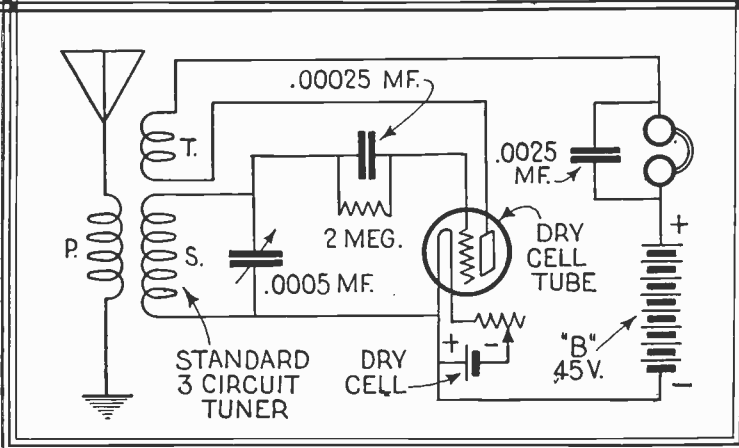 .00025 MF.
T.
.0025
MF.
P.
S.
2 MEG.
DRY
CELL
TUBE
.0005 MF.
+
+
-
"B"
45V.
-
STANDARD
3 CIRCUIT
TUNER
DRY
CELL